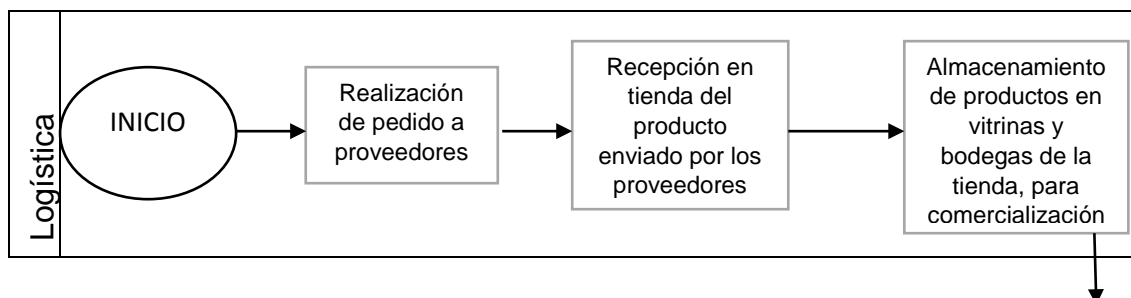 Logística
INICIO
Realización
de pedido a
proveedores
Recepción en
tienda del
producto
enviado por los
proveedores
Almacenamiento
de productos en
vitrinas y
bodegas de la
tienda, para
comercialización